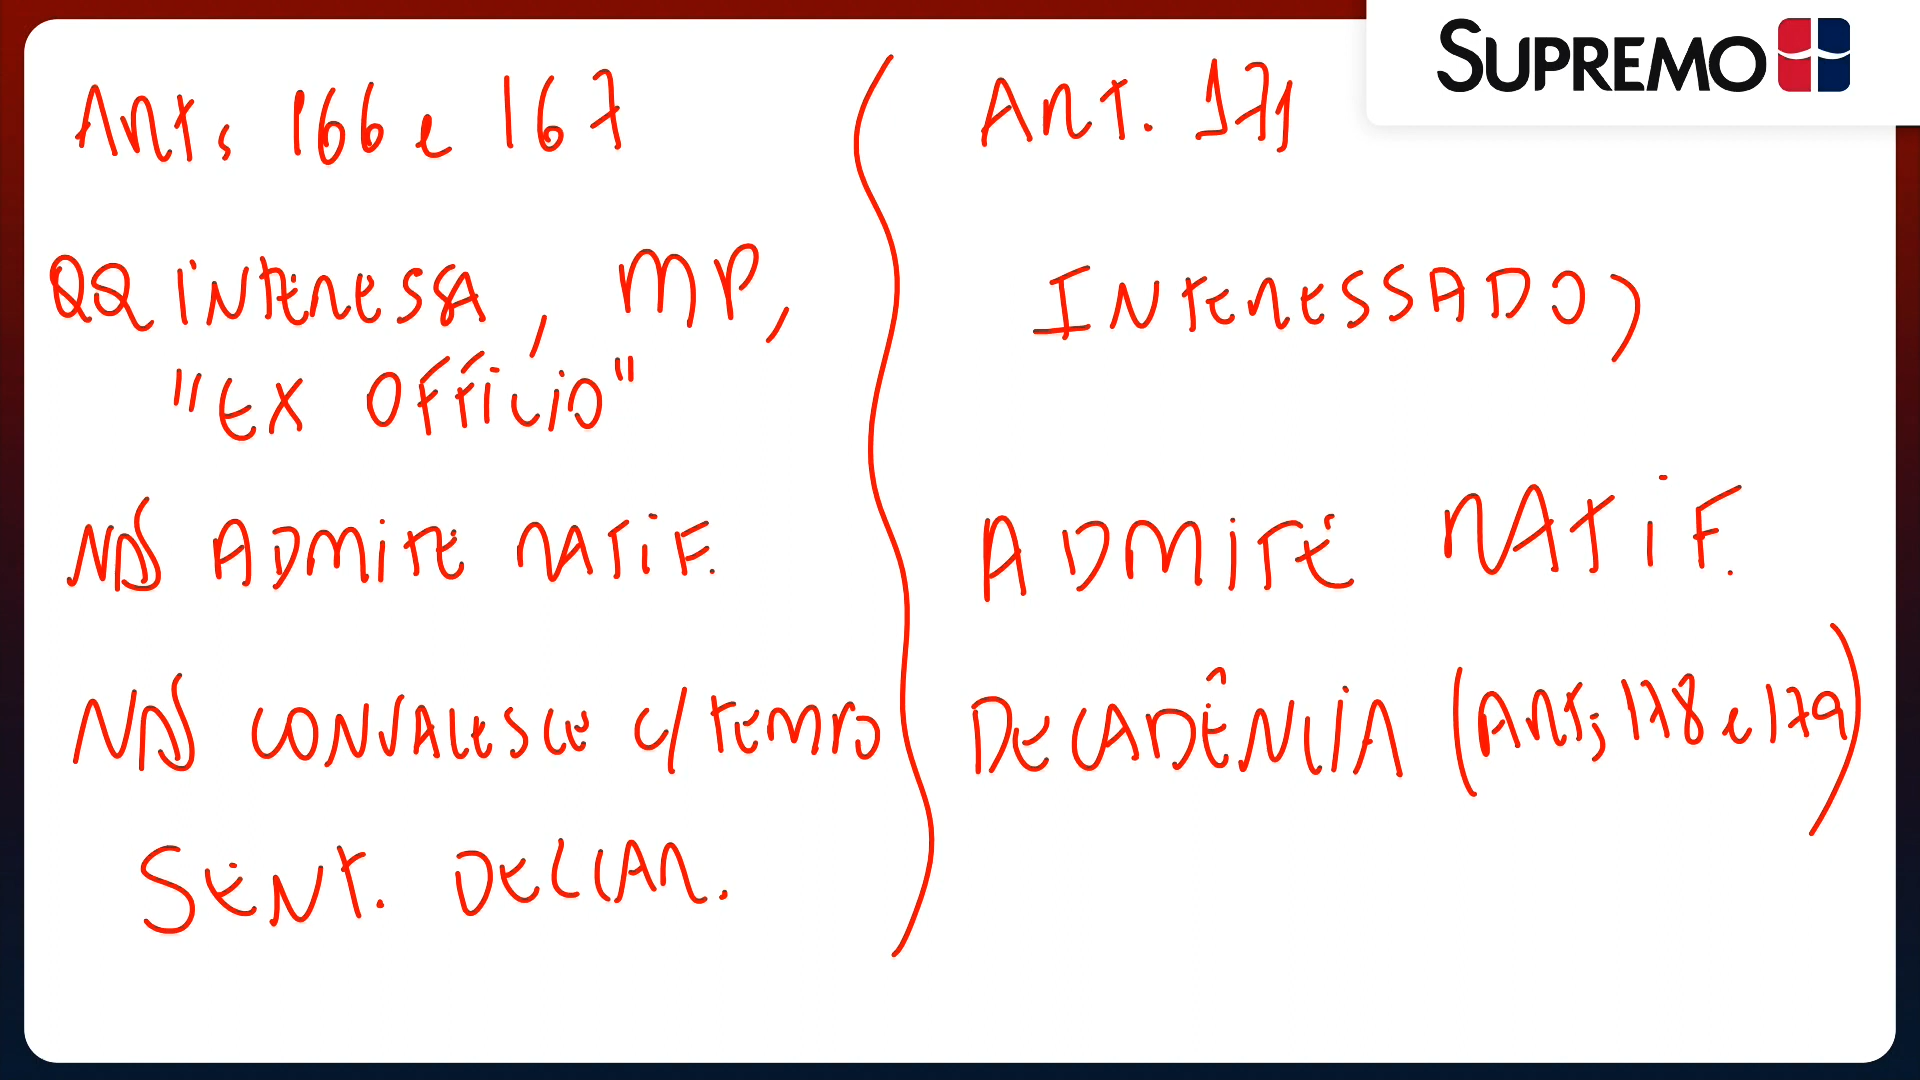 SUPREMO
Arts 166 e 167
QQ INTERESSA, MP,
"EX OFFÍCIO"
NÃO ADMITE RATIF.
NÃO CONVALESCE C/ TEMPO
SENT. DECLAR.
ART. 171
INTERESSADO,
ADMITE RATIF.
DECADÊNCIA (ARTS 178 e 179)